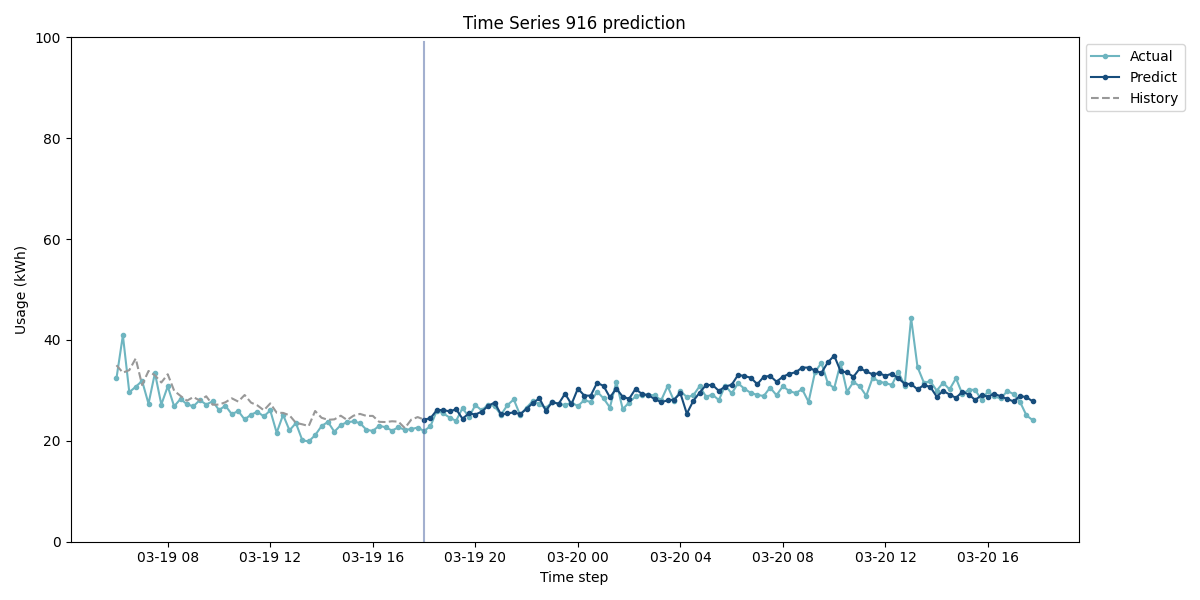 Time Series 916 prediction
Usage (kWh)
100
80
60
40
20
0
03-19 08
03-19 12
03-19 16
03-19 20
03-20 00
03-20 04
03-20 08
03-20 12
03-20 16
Time step
Actual
Predict
History